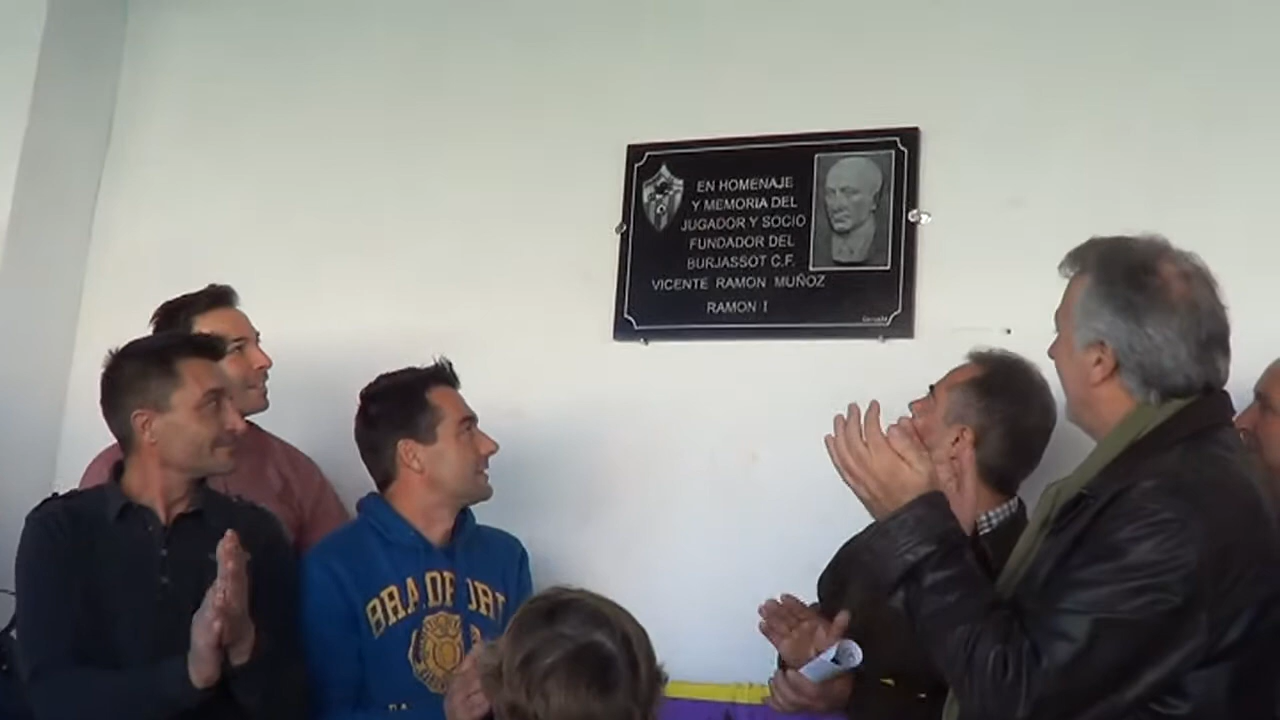 EN HOMENAJE
Y MEMORIA DEL
JUGADOR Y SOCIO
FUNDADOR DEL
BURJASSOT C.F.
VICENTE RAMON MUÑOZ
RAMON I
BRADFORD